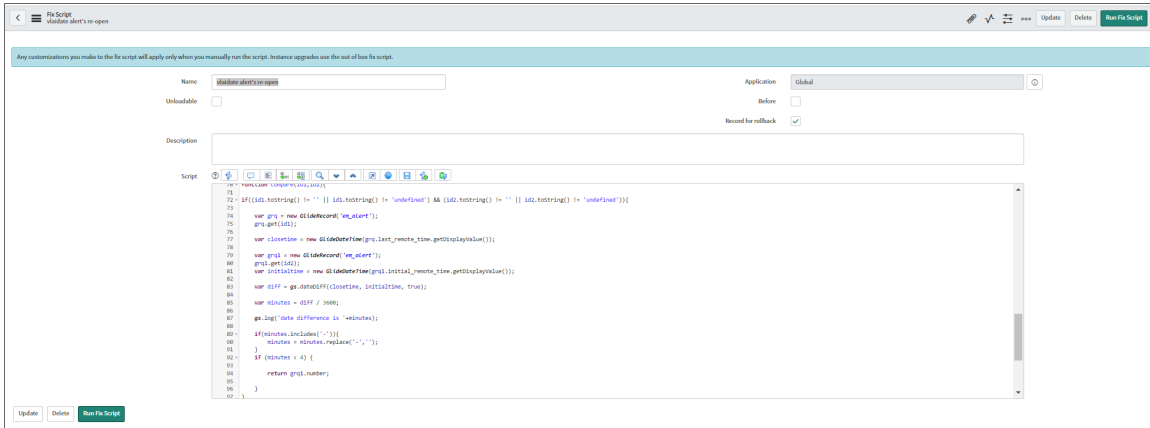 Fix Script
vlaidate alert's re-open
Update
Delete
Run Fix Script
Any customizations you make to the fix script will apply only when you manually run the script. Instance upgrades use the out of box fix script.
Name
vlaidate alert's re-open
Application
Global
Unloadable
Before
Record for rollback
Description
Script
70 function compare(id1,id2){
71
72 if((id1.toString() != '' || id1.toString() != 'undefined') && (id2.toString() != '' || id2.toString() != 'undefined')){
73
74 var grq = new GlideRecord('em_alert');
75 grq.get(id1);
76
77 var closetime = new GlideDateTime(grq.last_remote_time.getDisplayValue());
78
79 var grq1 = new GlideRecord('em_alert');
80 grq1.get(id2);
81 var initialtime = new GlideDateTime(grq1.initial_remote_time.getDisplayValue());
82
83 var diff = gs.dateDiff(closetime, initialtime, true);
84
85 var minutes = diff / 3600;
86
87 gs.log('date difference is '+minutes);
88
89 if(minutes.includes('-')){
90 minutes = minutes.replace('-','');
91 }
92 if (minutes < 4) {
93
94 return grq1.number;
95
96 }
97 }
Update
Delete
Run Fix Script